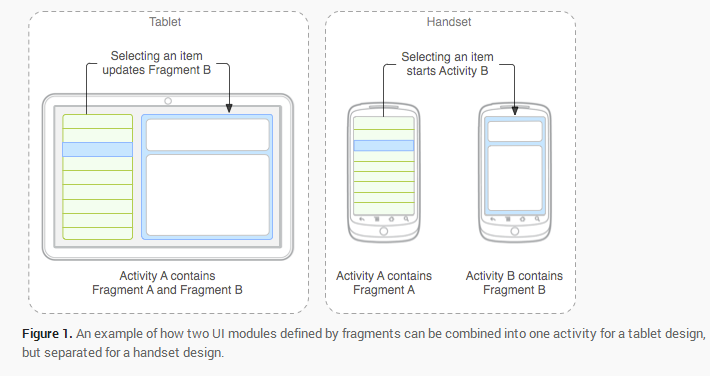 Tablet
Selecting an item
updates Fragment B
Activity A contains
Fragment A and Fragment B
Handset
Selecting an item
starts Activity B
Activity A contains
Fragment A
Activity B contains
Fragment B
Figure 1. An example of how two UI modules defined by fragments can be combined into one activity for a tablet design,
but separated for a handset design.